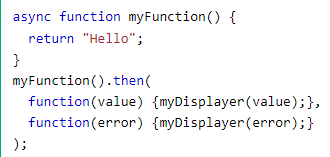 async function myFunction() {
  return "Hello";
}
myFunction().then(
  function(value) {myDisplayer(value);},
  function(error) {myDisplayer(error);}
);